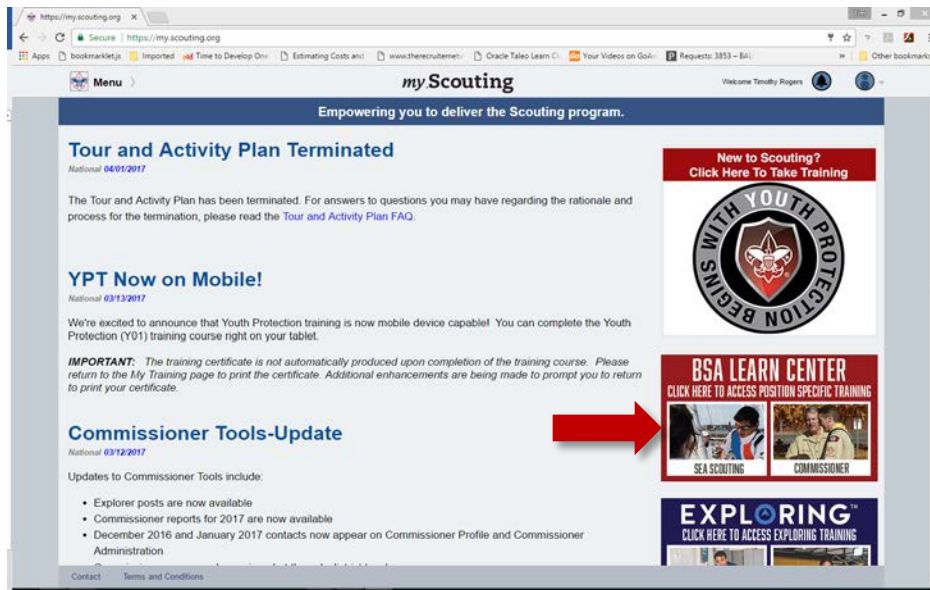 https://my.scouting.org
Secure | https://my.scouting.org
Apps bookmarklet.js Imported Time to Develop One Estimating Costs and www.therecruiternet Oracle Taleo Learn Your Videos on GoA Requests: 3853 – BAL Other bookmarks
Menu
my.Scouting
Welcome Timothy Rogers
Empowering you to deliver the Scouting program.
Tour and Activity Plan Terminated
National 04/01/2017
The Tour and Activity Plan has been terminated. For answers to questions you may have regarding the rationale and
process for the termination, please read the Tour and Activity Plan FAQ.
YPT Now on Mobile!
National 03/13/2017
We're excited to announce that Youth Protection training is now mobile device capable! You can complete the Youth
Protection (Y01) training course right on your tablet.
IMPORTANT: The training certificate is not automatically produced upon completion of the training course. Please
return to the My Training page to print the certificate. Additional enhancements are being made to prompt you to return
to print your certificate.
Commissioner Tools-Update
National 03/12/2017
Updates to Commissioner Tools include:
• Explorer posts are now available
• Commissioner reports for 2017 are now available
• December 2016 and January 2017 contacts now appear on Commissioner Profile and Commissioner
Administration
Contact Terms and Conditions
New to Scouting?
Click Here To Take Training
WITH YOUTH PROTECTION
BEGINS
BSA LEARN CENTER
CLICK HERE TO ACCESS POSITION SPECIFIC TRAINING
SEA SCOUTING COMMISSIONER
EXPLORING™
CLICK HERE TO ACCESS EXPLORING TRAINING